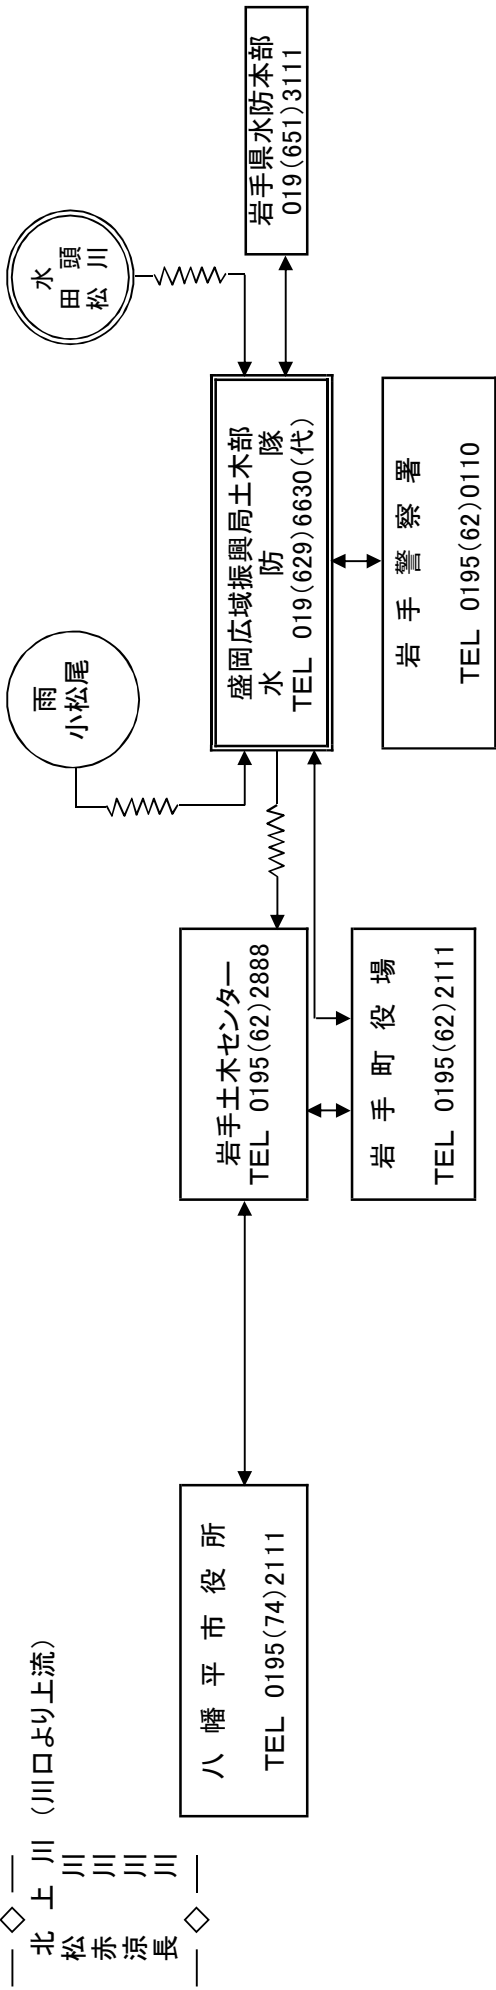 北上川（川口より上流）
松川
赤川
涼川
長川
八幡平市役所
TEL 0195(74)2111
岩手土木センター
TEL 0195(62)2888
岩手町役場
TEL 0195(62)2111
雨
小松尾
盛岡広域振興局土木部
水防隊
TEL 019(629)6630(代)
岩手警察署
TEL 0195(62)0110
水
田頭
松川
岩手県水防本部
019(651)3111